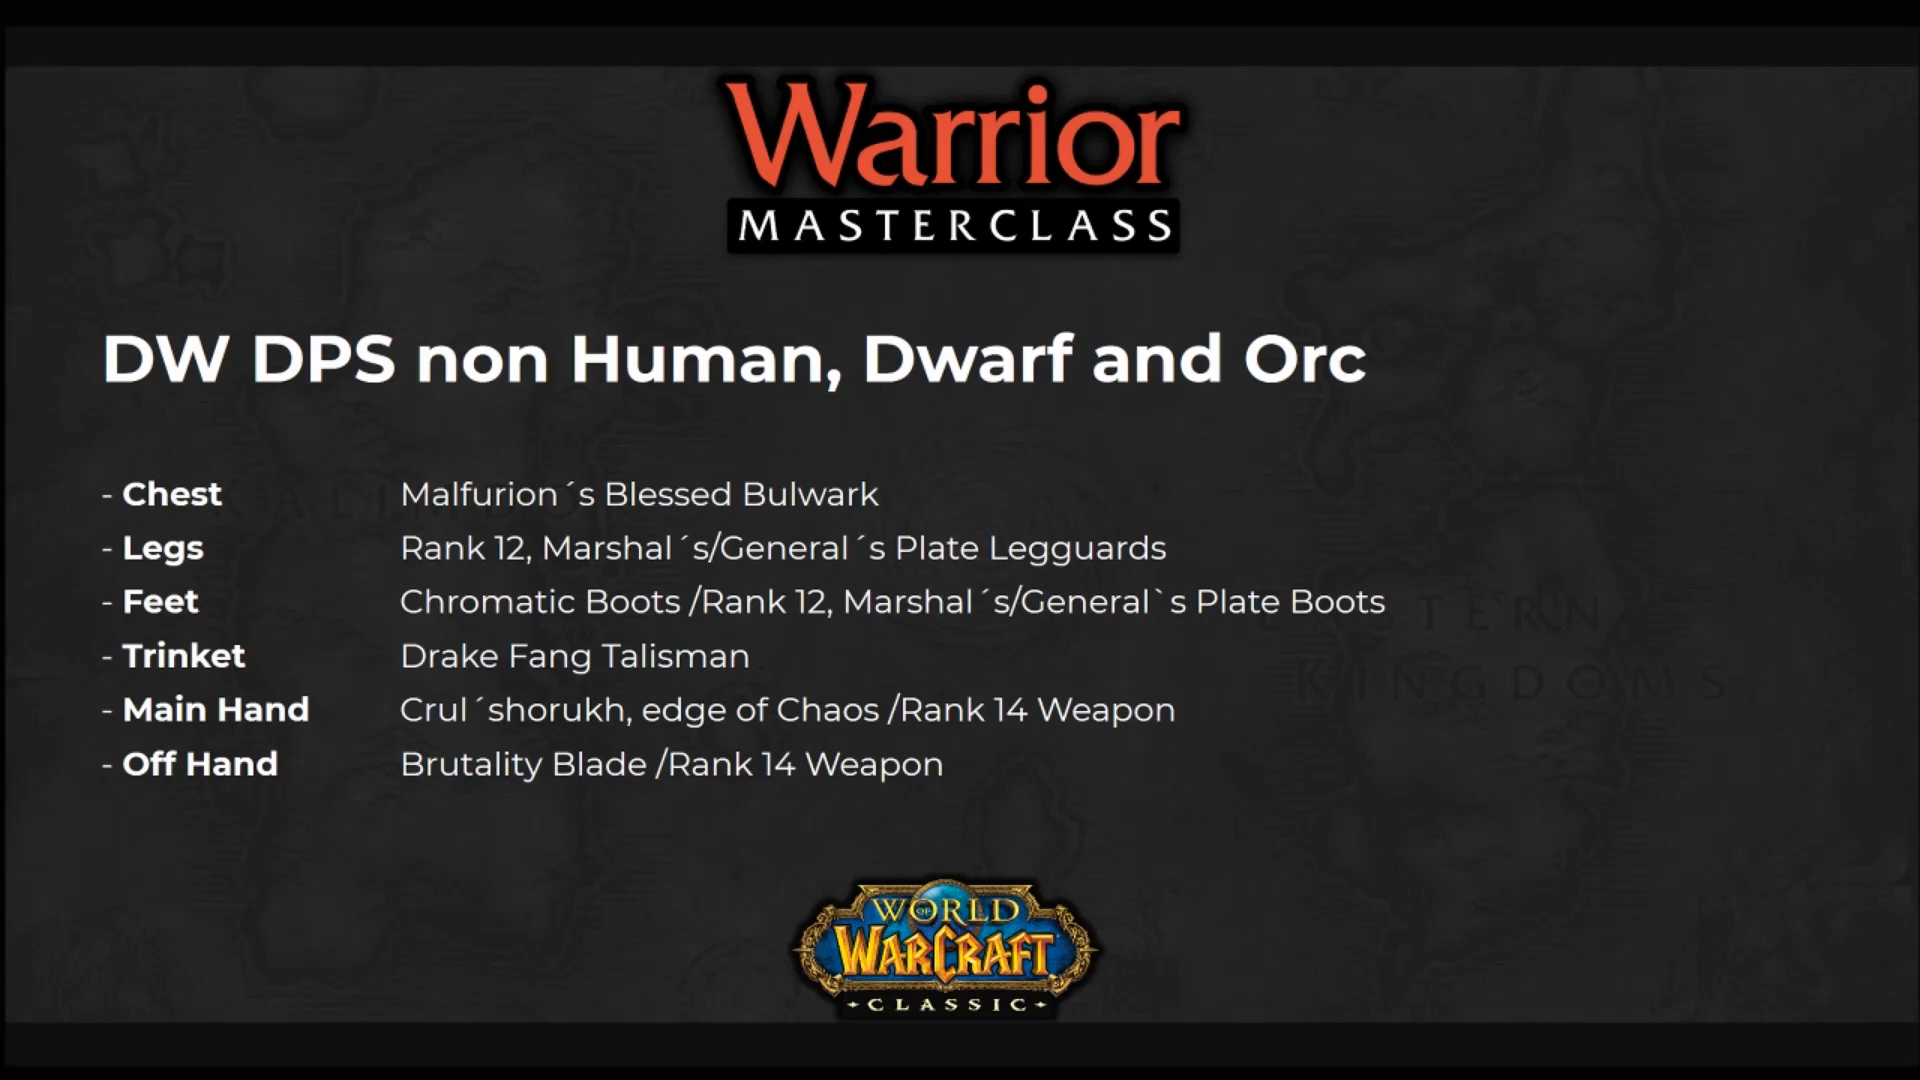 Warrior
MASTERCLASS
DW DPS non Human, Dwarf and Orc
- Chest Malfurion´s Blessed Bulwark
- Legs Rank 12, Marshal´s/General´s Plate Legguards
- Feet Chromatic Boots /Rank 12, Marshal´s/General`s Plate Boots
- Trinket Drake Fang Talisman
- Main Hand Crul´shorukh, edge of Chaos /Rank 14 Weapon
- Off Hand Brutality Blade /Rank 14 Weapon
EASTERN
KINGDOMS
WORLD
OF
WARCRAFT
CLASSIC